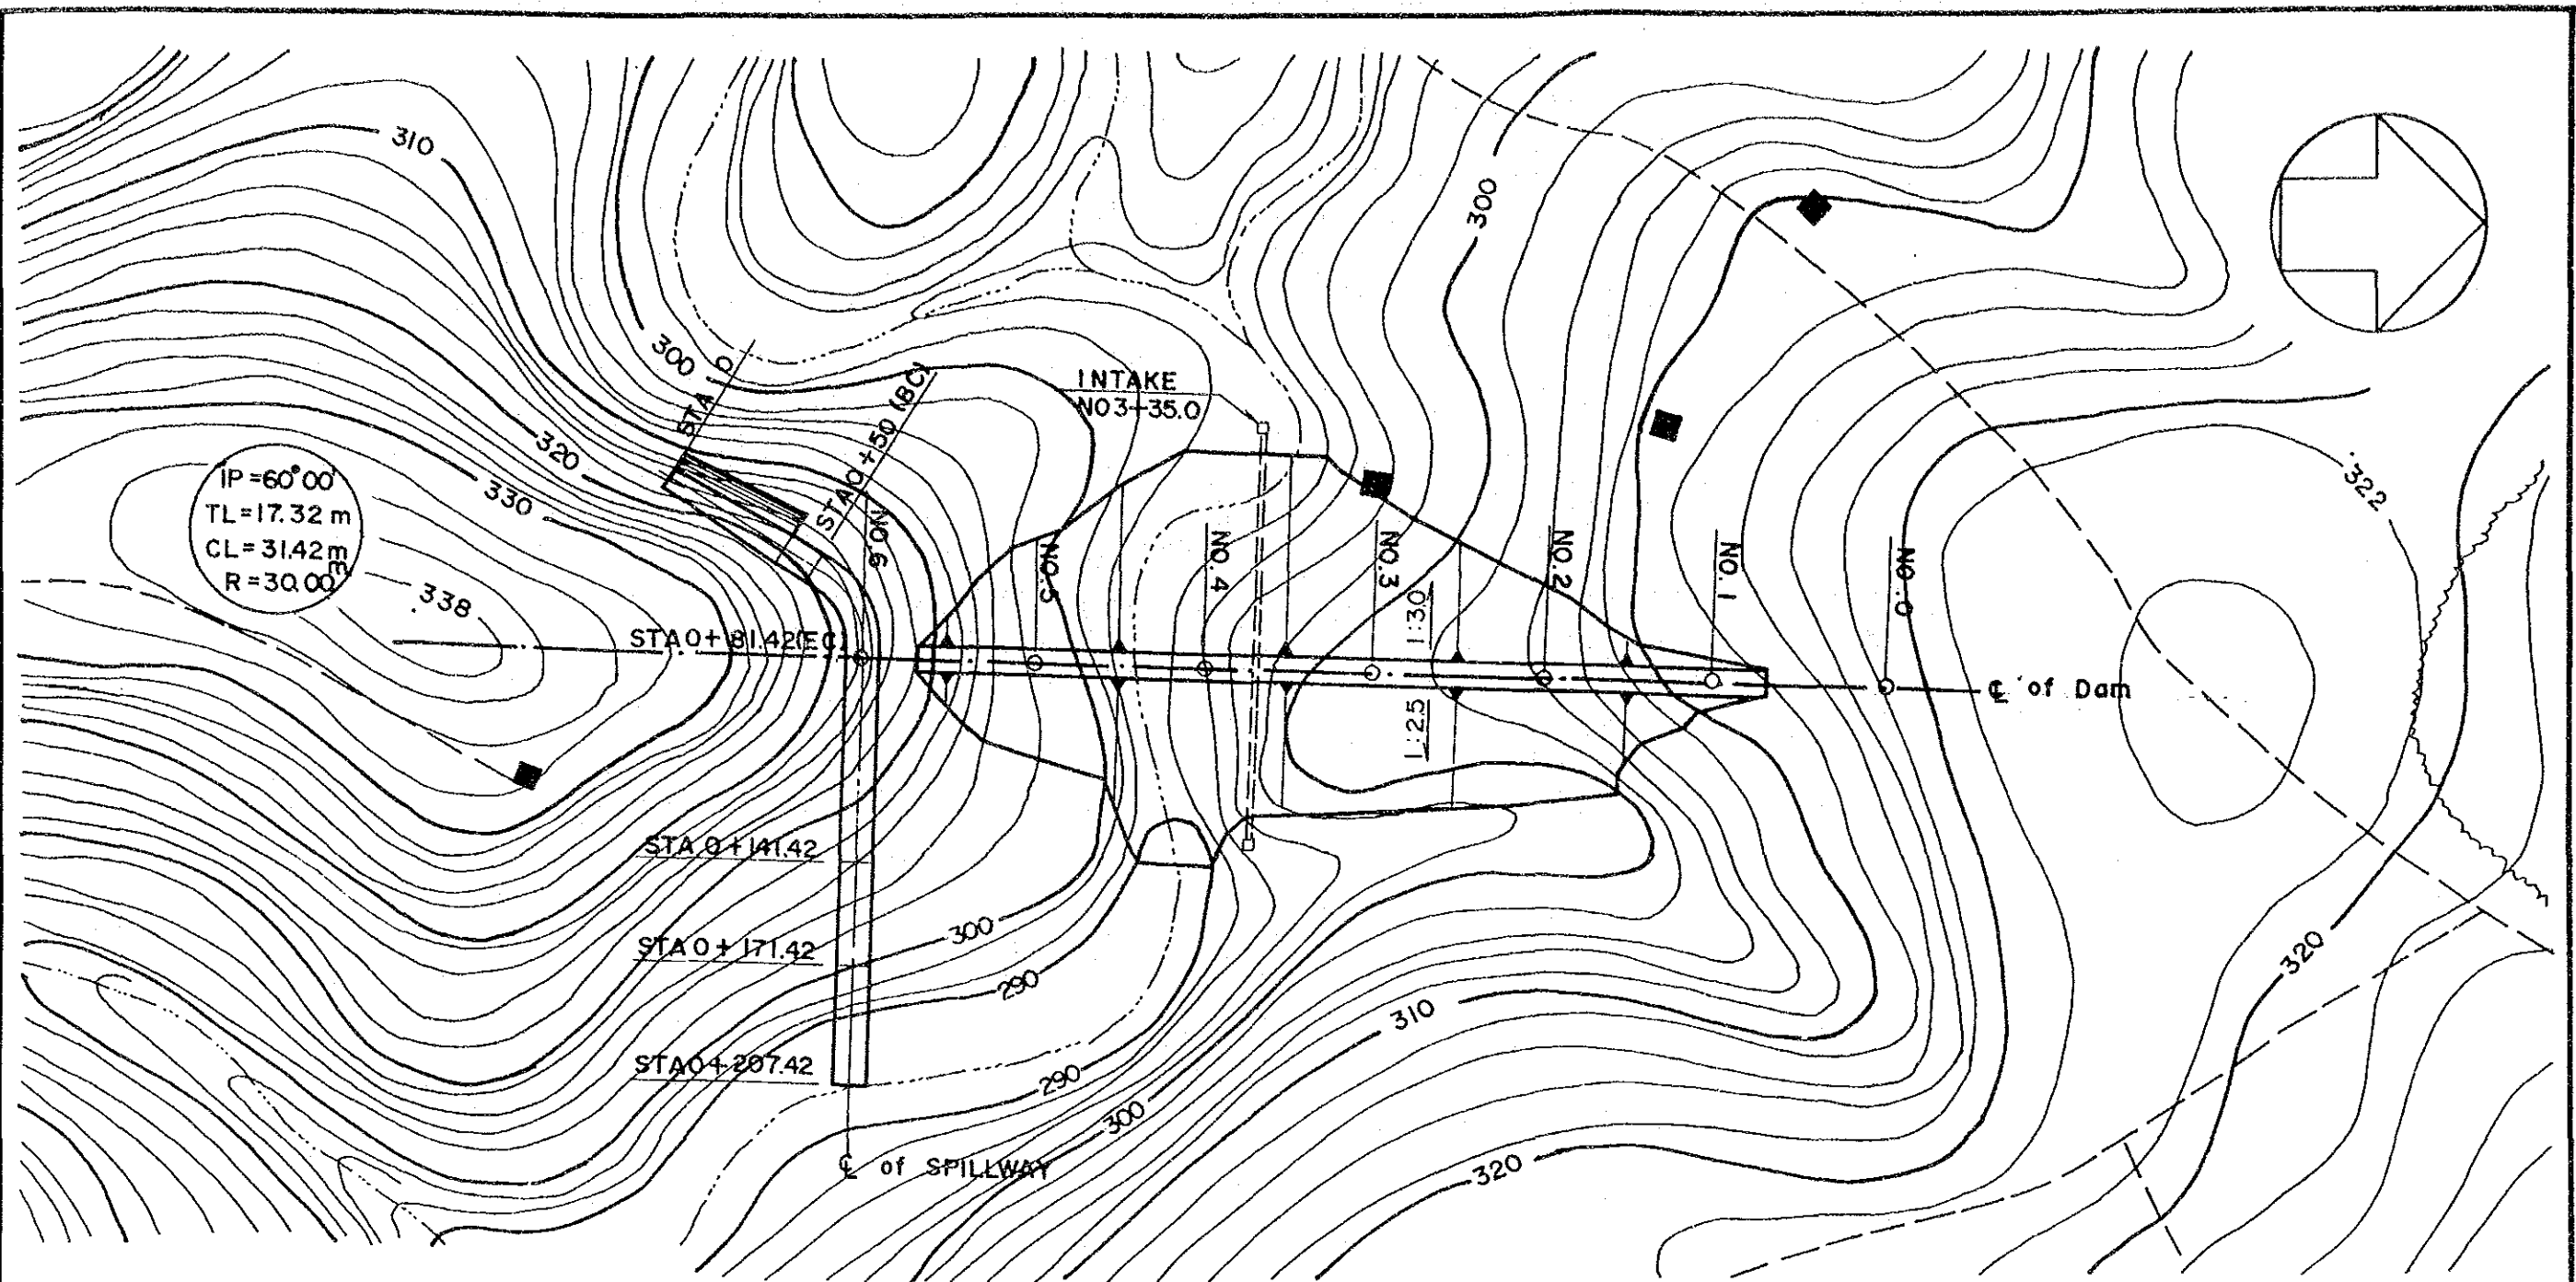 310
300
300
STA 0
STA 0+50 (BC)
INTAKE
NO3+35.0
320
330
322
IP=60°00'
TL=17.32 m
CL=31.42 m
R=30.00 m
338
NO.6
NO.5
NO.4
NO.3
NO.2
NO.1
NO.0
1:3.0
STA 0+81.42(EC)
℄ of Dam
1:2.5
STA 0+141.42
300
STA 0+171.42
290
320
310
STA 0+207.42
290
300
℄ of SPILLWAY
320